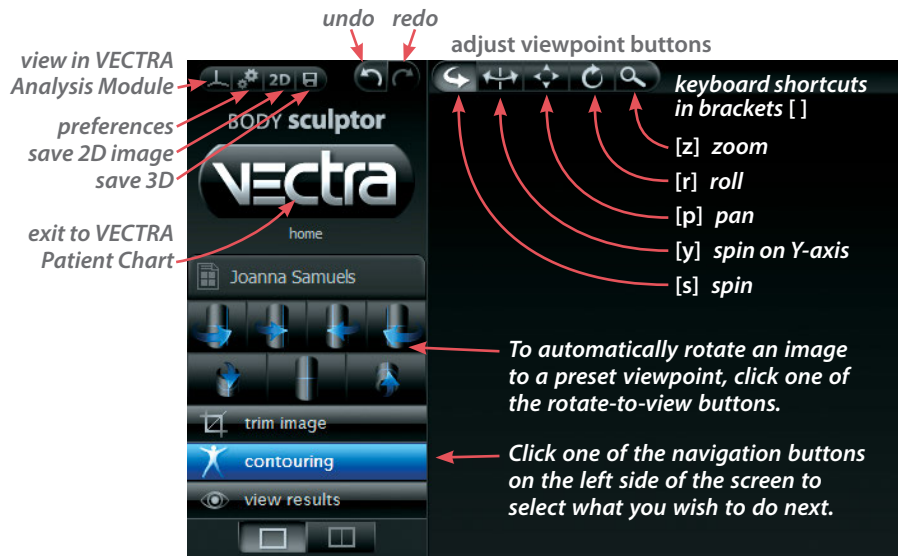 undo redo
adjust viewpoint buttons
view in VECTRA
Analysis Module
preferences
save 2D image
save 3D
exit to VECTRA
Patient Chart
2D
BODY sculptor
vectra
home
Joanna Samuels
trim image
contouring
view results
keyboard shortcuts
in brackets [ ]
[z] zoom
[r] roll
[p] pan
[y] spin on Y-axis
[s] spin
To automatically rotate an image
to a preset viewpoint, click one of
the rotate-to-view buttons.
Click one of the navigation buttons
on the left side of the screen to
select what you wish to do next.